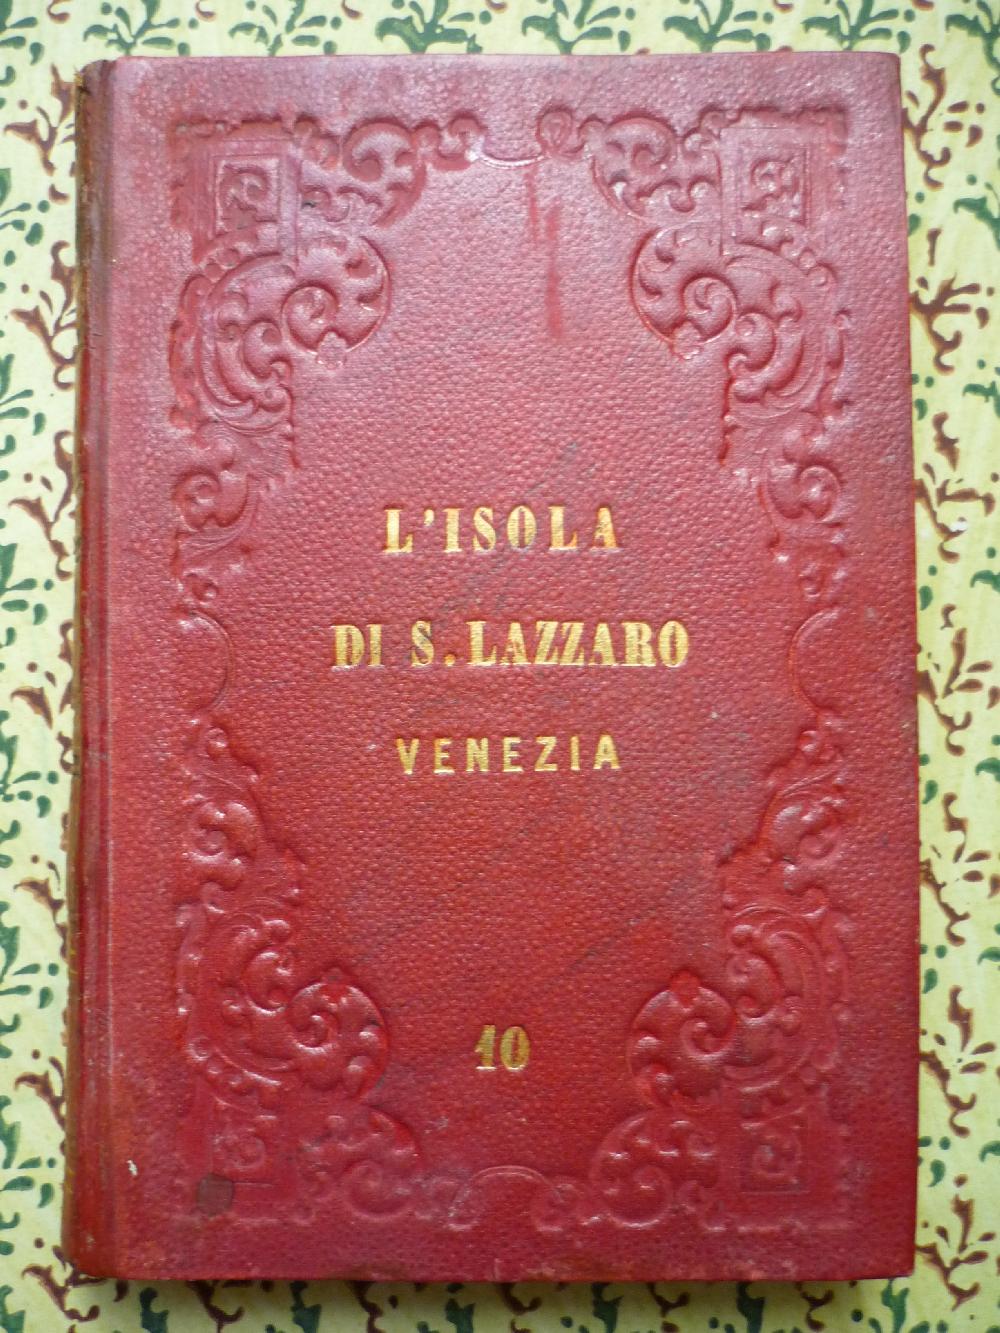 L'ISOLA
DI S. LAZZARO
VENEZIA
10